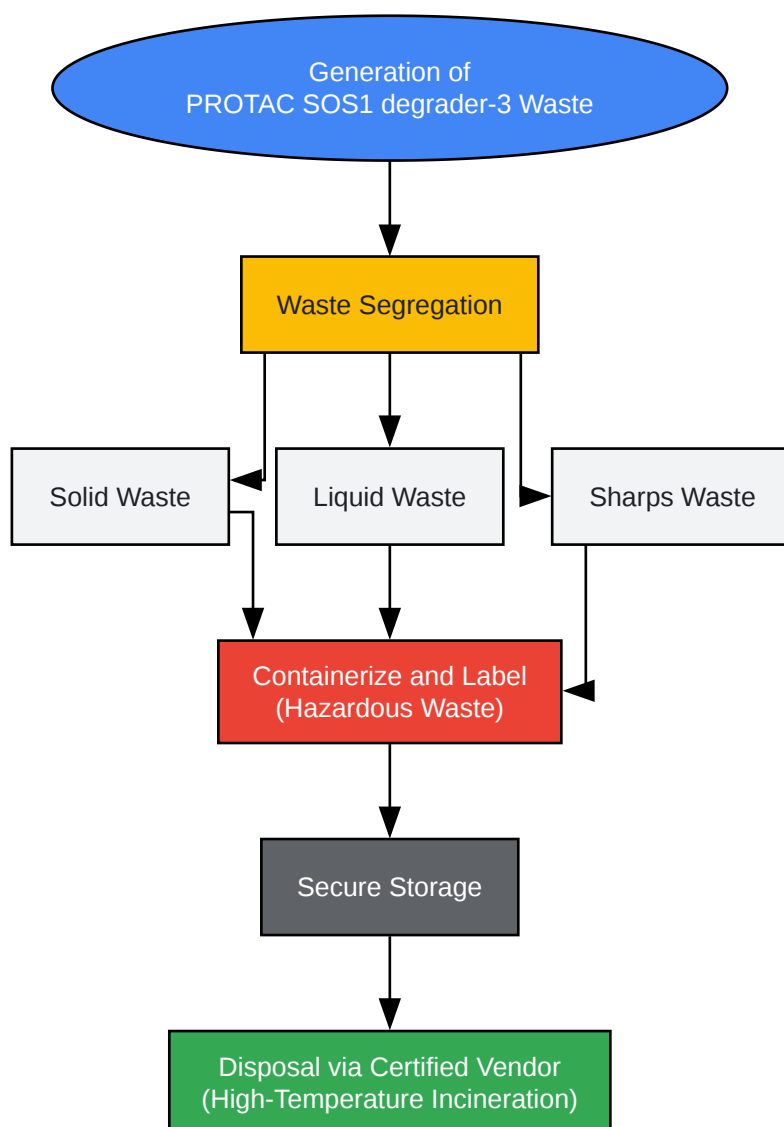 Generation of
PROTAC SOS1 degrader-3 Waste
Waste Segregation
Solid Waste
Liquid Waste
Sharps Waste
Containerize and Label
(Hazardous Waste)
Secure Storage
Disposal via Certified Vendor
(High-Temperature Incineration)